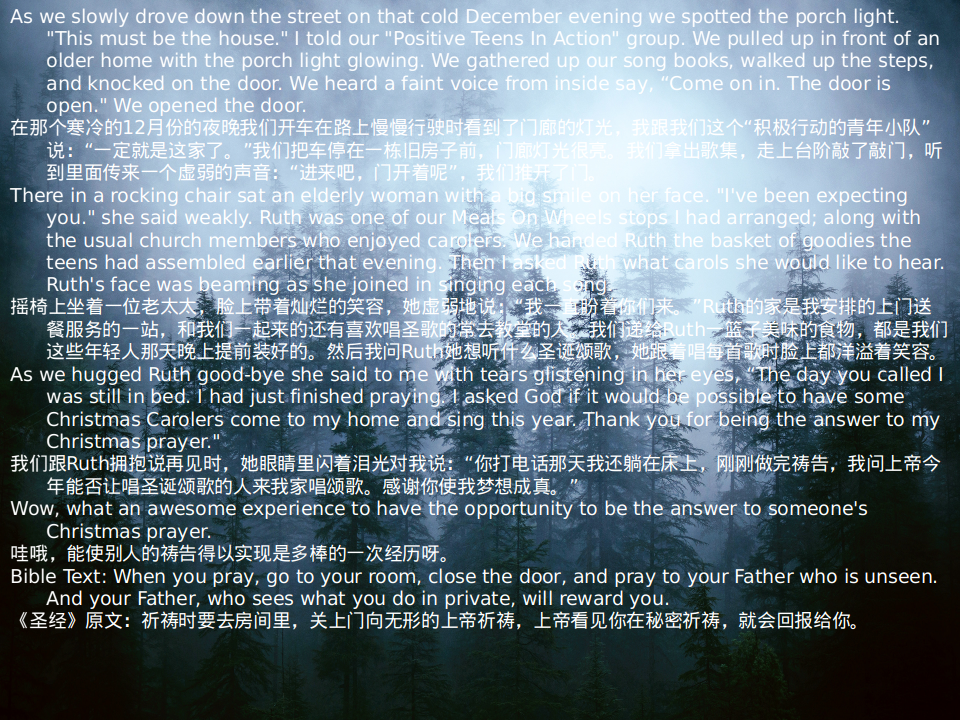 As we slowly drove down the street on that cold December evening we spotted the porch light.
"This must be the house." I told our "Positive Teens In Action" group. We pulled up in front of an
older home with the porch light glowing. We gathered up our song books, walked up the steps,
and knocked on the door. We heard a faint voice from inside say, “Come on in. The door is
open." We opened the door.
在那个寒冷的12月份的夜晚我们开车在路上慢慢行驶时看到了门廊的灯光，我跟我们这个“积极行动的青年小队”
说：“一定就是这家了。”我们把车停在一栋旧房子前，门廊灯光很亮。我们拿出歌集，走上台阶敲了敲门，听
到里面传来一个虚弱的声音：“进来吧，门开着呢”，我们推开了门。
There in a rocking chair sat an elderly woman with a big smile on her face. "I've been expecting
you." she said weakly. Ruth was one of our Meals On Wheels stops I had arranged; along with
the usual church members who enjoyed carolers. We handed Ruth the basket of goodies the
teens had assembled earlier that evening. Then I asked Ruth what carols she would like to hear.
Ruth's face was beaming as she joined in singing each song.
摇椅上坐着一位老太太，脸上带着灿烂的笑容，她虚弱地说：“我一直盼着你们来。”Ruth的家是我安排的上门送
餐服务的一站，和我们一起来的还有喜欢唱圣歌的常去教堂的人。我们递给Ruth一篮子美味的食物，都是我们
这些年轻人那天晚上提前装好的。然后我问Ruth她想听什么圣诞颂歌，她跟着唱每首歌时脸上都洋溢着笑容。
As we hugged Ruth good-bye she said to me with tears glistening in her eyes, “The day you called I
was still in bed. I had just finished praying. I asked God if it would be possible to have some
Christmas Carolers come to my home and sing this year. Thank you for being the answer to my
Christmas prayer."
我们跟Ruth拥抱说再见时，她眼睛里闪着泪光对我说：“你打电话那天我还躺在床上，刚刚做完祷告，我问上帝今
年能否让唱圣诞颂歌的人来我家唱颂歌。感谢你使我梦想成真。”
Wow, what an awesome experience to have the opportunity to be the answer to someone's
Christmas prayer.
哇哦，能使别人的祷告得以实现是多棒的一次经历呀。
Bible Text: When you pray, go to your room, close the door, and pray to your Father who is unseen.
And your Father, who sees what you do in private, will reward you.
《圣经》原文：祈祷时要去房间里，关上门向无形的上帝祈祷，上帝看见你在秘密祈祷，就会回报给你。